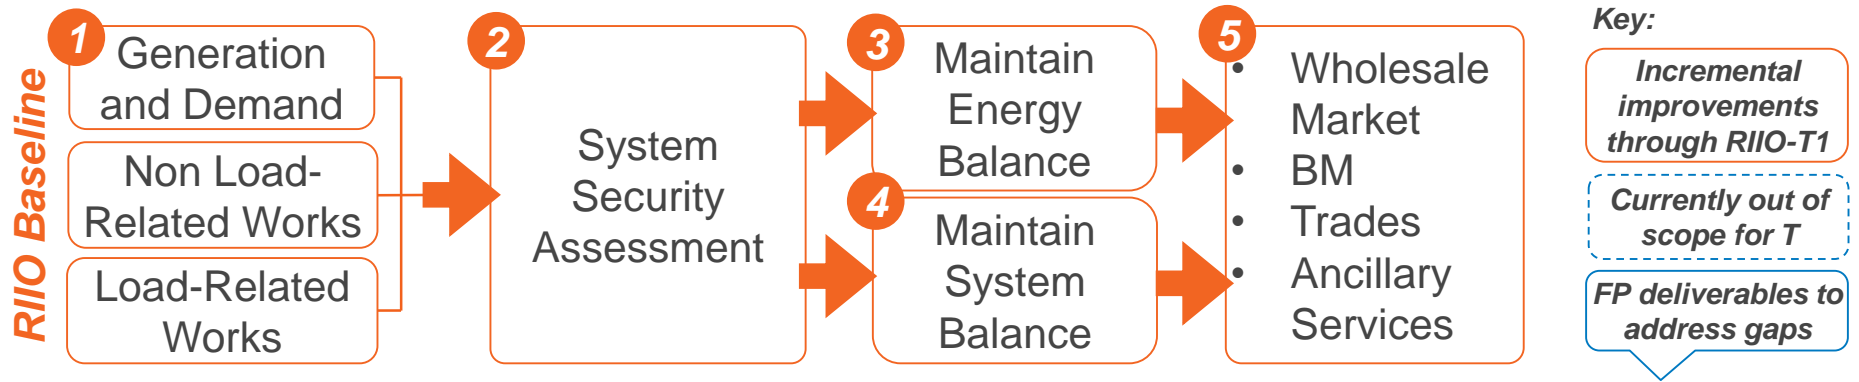 RIIO Baseline
1
Generation
and Demand
Non Load-
Related Works
Load-Related
Works
2
System
Security
Assessment
3
Maintain
Energy
Balance
4
Maintain
System
Balance
5
• Wholesale
Market
• BM
• Trades
• Ancillary
Services
Key:
Incremental
improvements
through RIIO-T1
Currently out of
scope for T
FP deliverables to
address gaps